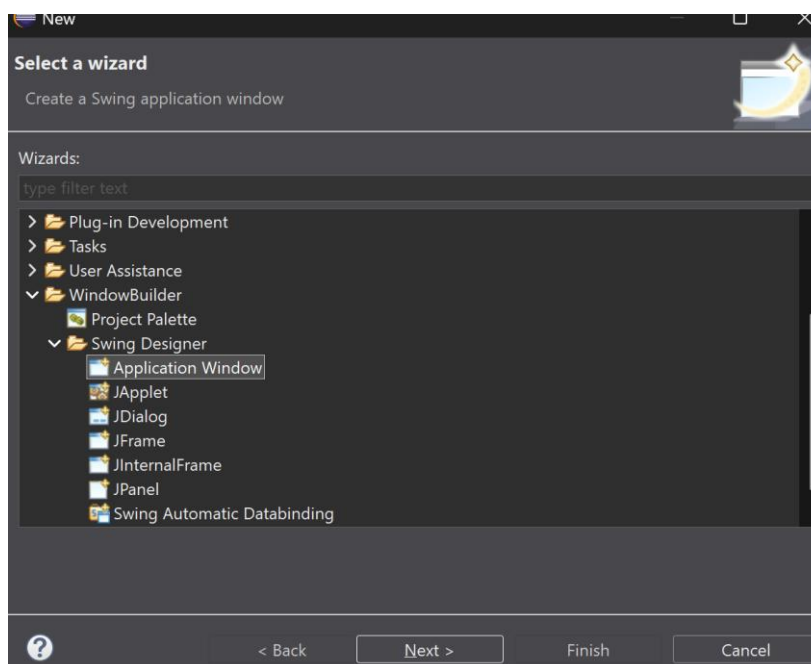 New
Select a wizard
Create a Swing application window
Wizards:
type filter text
Plug-in Development
Tasks
User Assistance
WindowBuilder
Project Palette
Swing Designer
Application Window
JApplet
JDialog
JFrame
JInternalFrame
JPanel
Swing Automatic Databinding
< Back Next > Finish Cancel